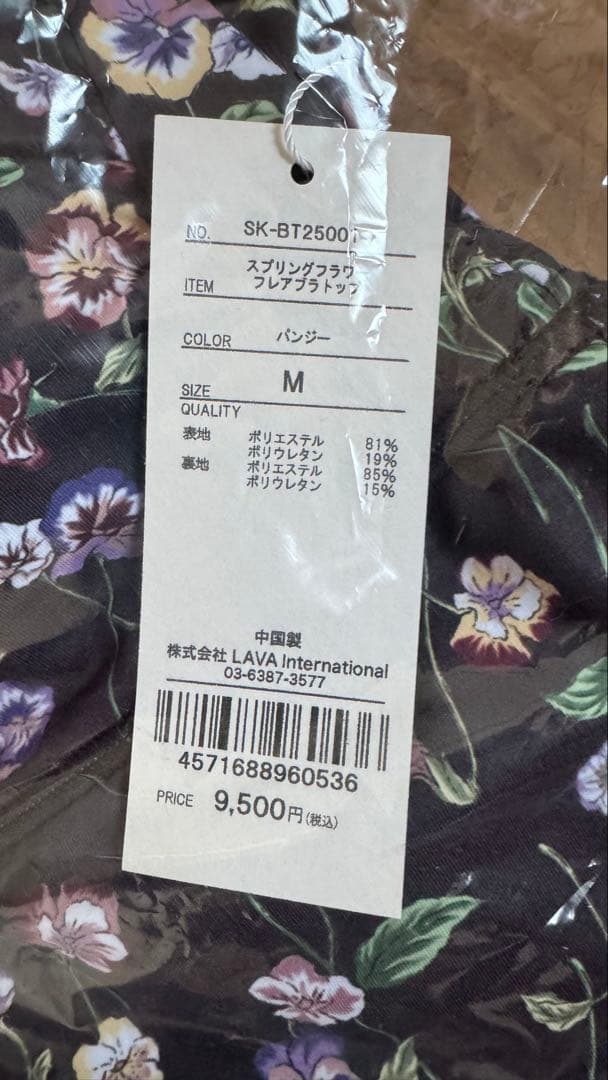 NO. SK-BT25001
ITEM スプリングフラワ
フレアブラトップ
COLOR パンジー
SIZE M
QUALITY
表地 ポリエステル 81%
ポリウレタン 19%
裏地 ポリエステル 85%
ポリウレタン 15%
中国製
株式会社 LAVA International
03-6387-3577
4571688960536
PRICE 9,500円(税込)